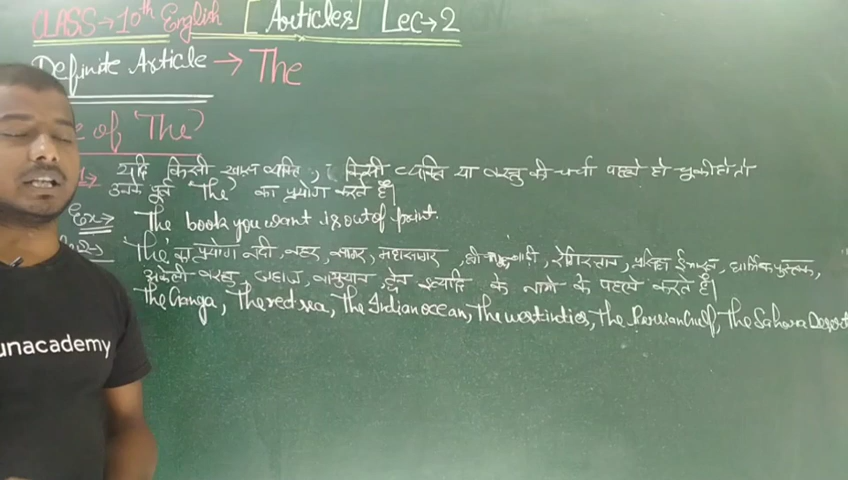 CLASS→10th English [Articles] Lec→2
Definite Article → The
e of 'The'
यदि किसी खास व्यक्ति, किसी व्यक्ति या वस्तु की चर्चा पहले हो चुकी हो तो
उनके पूर्व 'The' का प्रयोग करते हैं।
Ex→ The book you want is out of print.
'The' का प्रयोग नदी, नहर, सागर, महासागर, खाड़ी, रेगिस्तान, धार्मिक पुस्तक,
अकेली वस्तु, जहाज, वायुयान, ट्रेन इत्यादि के नामों के पहले करते हैं।
The Ganga, The red sea, The Indian ocean, The west indies, The Persian Gulf, The Sahara Desert
unacademy